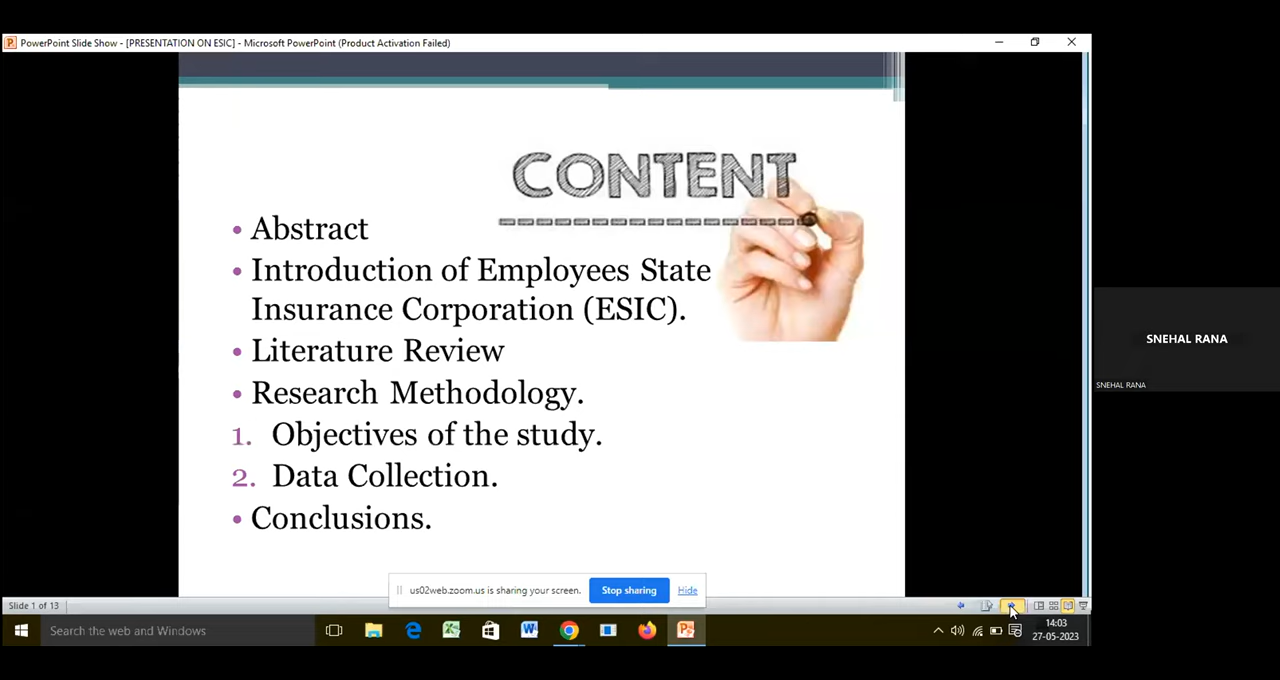 PowerPoint Slide Show - [PRESENTATION ON ESIC] - Microsoft PowerPoint (Product Activation Failed)
CONTENT
• Abstract
• Introduction of Employees State
Insurance Corporation (ESIC).
• Literature Review
• Research Methodology.
1. Objectives of the study.
2. Data Collection.
• Conclusions.
SNEHAL RANA
SNEHAL RANA
us02web.zoom.us is sharing your screen.
Stop sharing
Hide
Slide 1 of 13
Search the web and Windows
14:03
27-05-2023